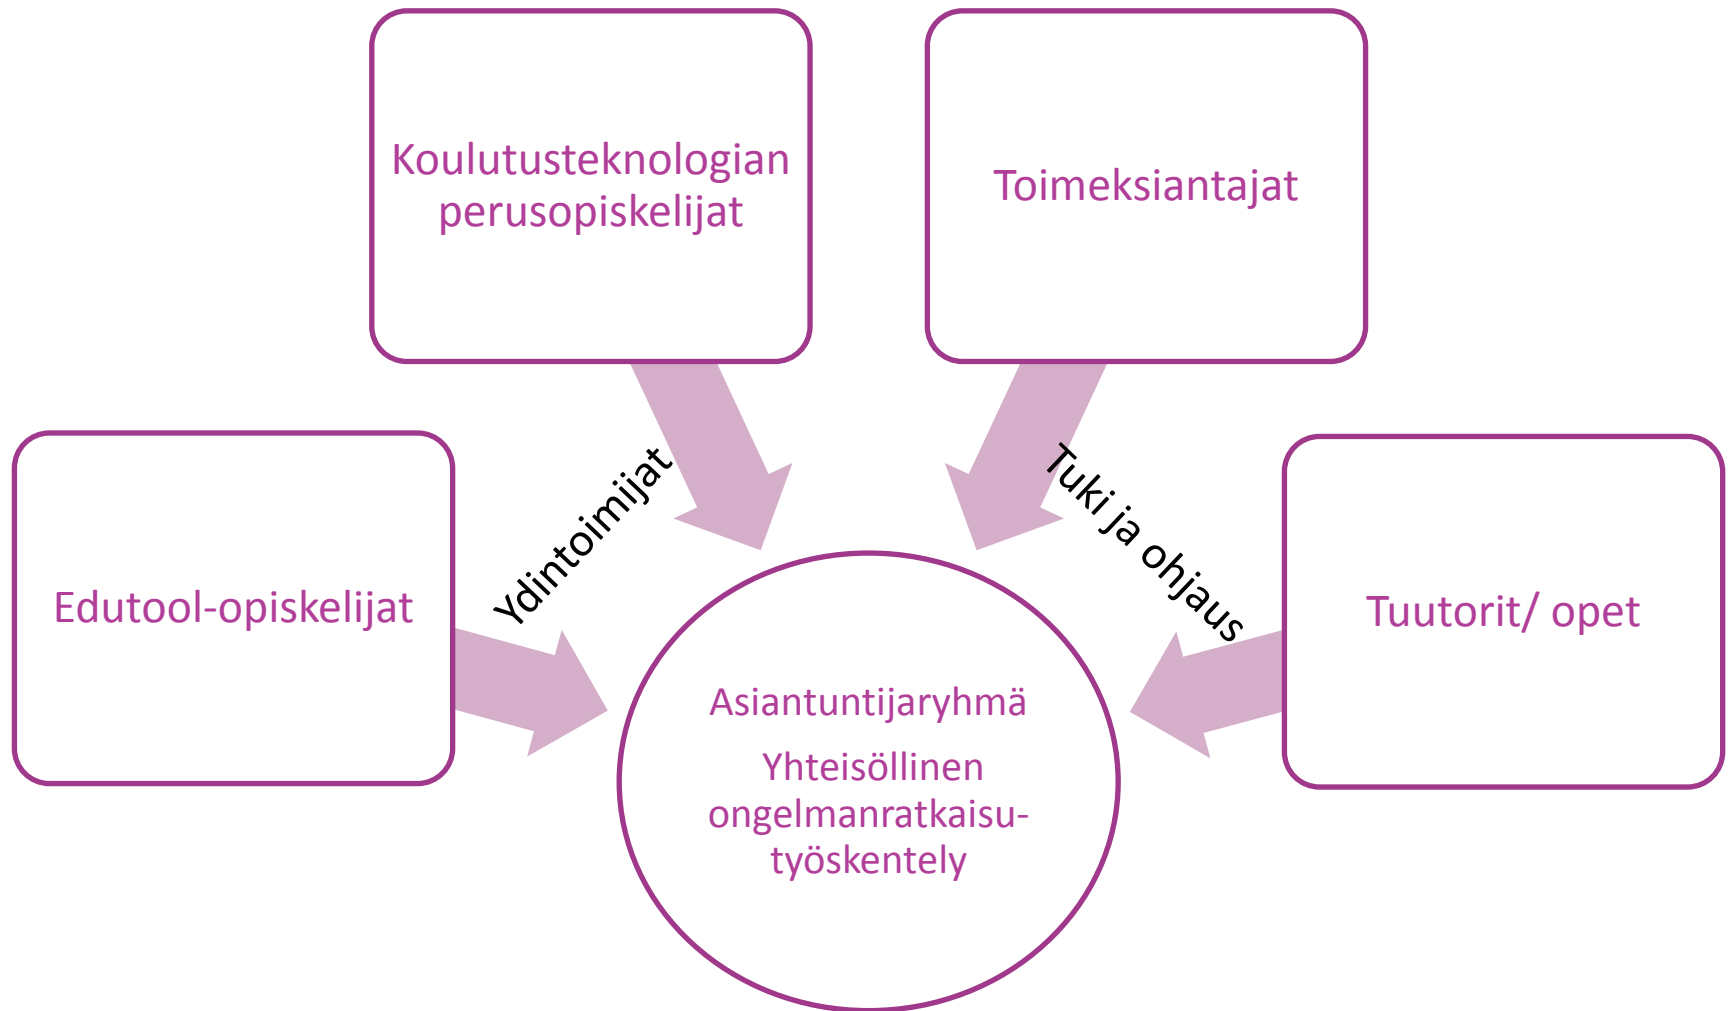 Koulutusteknologian
perusopiskelijat
Toimeksiantajat
Edutool-opiskelijat
Ydintoimijat
Tuki ja ohjaus
Tuutorit/ opet
Asiantuntijaryhmä
Yhteisöllinen
ongelmanratkaisu-
työskentely